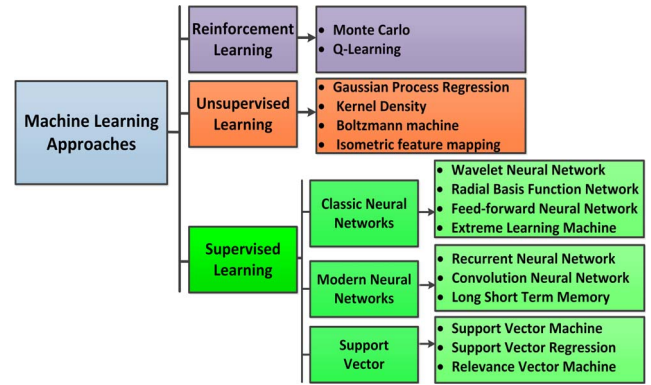 Machine Learning
Approaches
Reinforcement
Learning
• Monte Carlo
• Q-Learning
Unsupervised
Learning
• Gaussian Process Regression
• Kernel Density
• Boltzmann machine
• Isometric feature mapping
Supervised
Learning
Classic Neural
Networks
• Wavelet Neural Network
• Radial Basis Function Network
• Feed-forward Neural Network
• Extreme Learning Machine
Modern Neural
Networks
• Recurrent Neural Network
• Convolution Neural Network
• Long Short Term Memory
Support
Vector
• Support Vector Machine
• Support Vector Regression
• Relevance Vector Machine